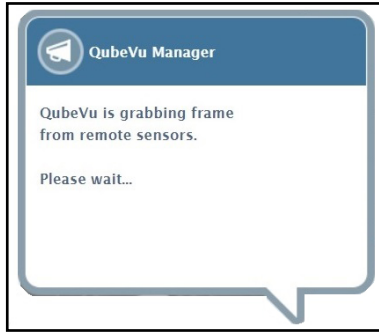 QubeVu Manager
QubeVu is grabbing frame
from remote sensors.
Please wait...